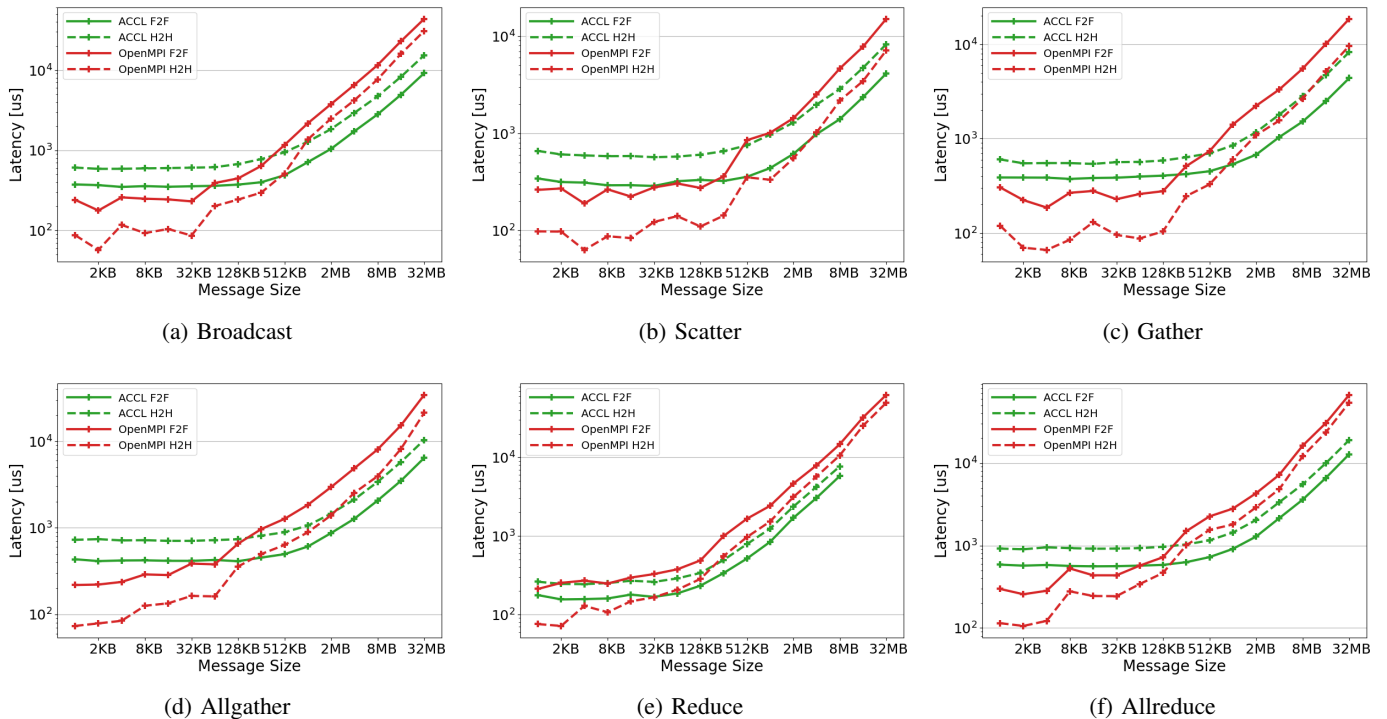 ACCL F2F
ACCL H2H
OpenMPI F2F
OpenMPI H2H
Latency [us]
10^4
10^3
10^2
2KB 8KB 32KB 128KB 512KB 2MB 8MB 32MB
Message Size
(a) Broadcast
ACCL F2F
ACCL H2H
OpenMPI F2F
OpenMPI H2H
Latency [us]
10^4
10^3
10^2
2KB 8KB 32KB 128KB 512KB 2MB 8MB 32MB
Message Size
(b) Scatter
ACCL F2F
ACCL H2H
OpenMPI F2F
OpenMPI H2H
Latency [us]
10^4
10^3
10^2
2KB 8KB 32KB 128KB 512KB 2MB 8MB 32MB
Message Size
(c) Gather
ACCL F2F
ACCL H2H
OpenMPI F2F
OpenMPI H2H
Latency [us]
10^4
10^3
10^2
2KB 8KB 32KB 128KB 512KB 2MB 8MB 32MB
Message Size
(d) Allgather
ACCL F2F
ACCL H2H
OpenMPI F2F
OpenMPI H2H
Latency [us]
10^4
10^3
10^2
2KB 8KB 32KB 128KB 512KB 2MB 8MB 32MB
Message Size
(e) Reduce
ACCL F2F
ACCL H2H
OpenMPI F2F
OpenMPI H2H
Latency [us]
10^4
10^3
10^2
2KB 8KB 32KB 128KB 512KB 2MB 8MB 32MB
Message Size
(f) Allreduce